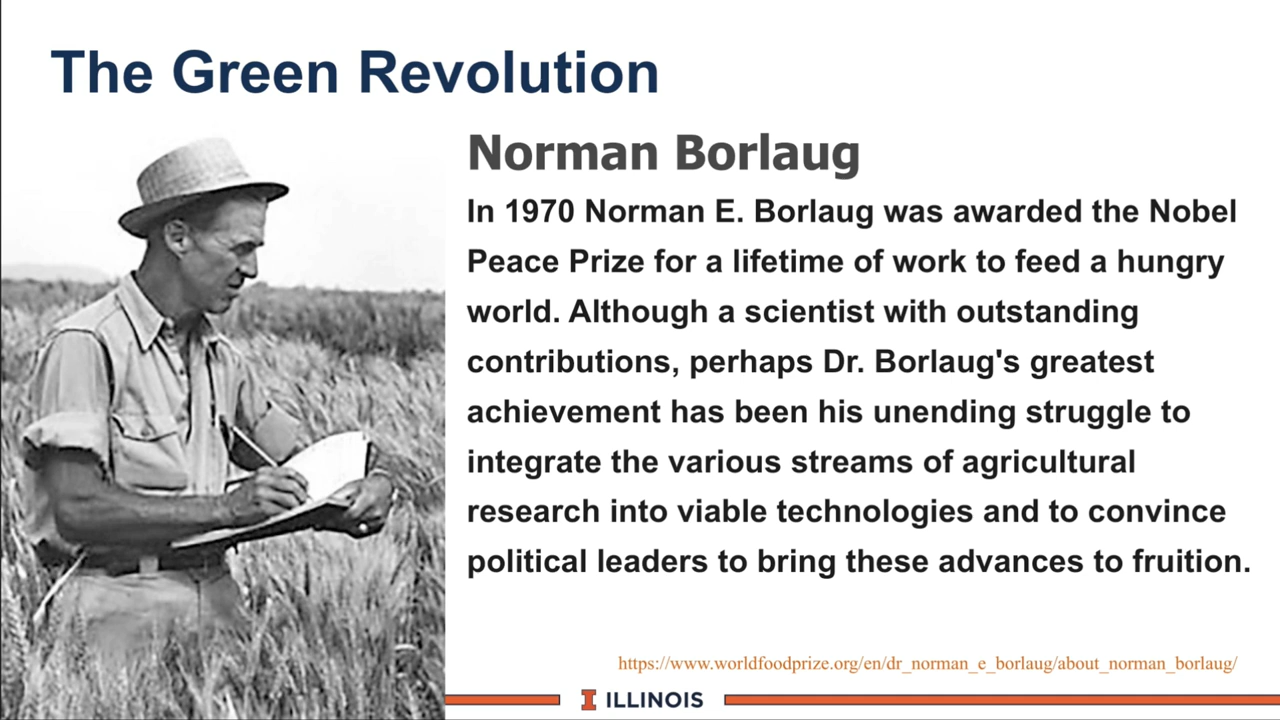 The Green Revolution
Norman Borlaug
In 1970 Norman E. Borlaug was awarded the Nobel
Peace Prize for a lifetime of work to feed a hungry
world. Although a scientist with outstanding
contributions, perhaps Dr. Borlaug's greatest
achievement has been his unending struggle to
integrate the various streams of agricultural
research into viable technologies and to convince
political leaders to bring these advances to fruition.
https://www.worldfoodprize.org/en/dr_norman_e_borlaug/about_norman_borlaug/
I ILLINOIS